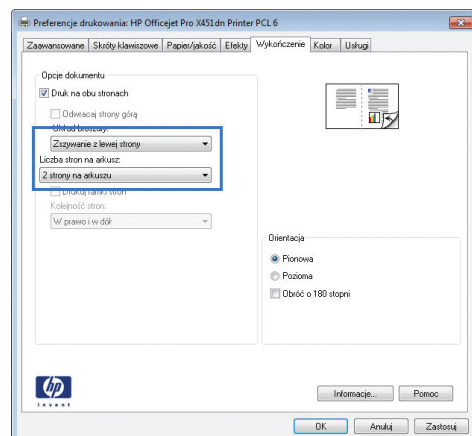 Preferencje drukowania: HP Officejet Pro X451dn Printer PCL 6
Zaawansowane Skróty klawiszowe Papier/jakość Efekty Wykończenie Kolor Usługi
Opcje dokumentu
Druk na obu stronach
Odwracaj strony górą
Układ broszury:
Zszywanie z lewej strony
Liczba stron na arkusz:
2 strony na arkuszu
Drukuj ramki stron
Kolejność stron:
W prawo i w dół
Orientacja
Pionowa
Pozioma
Obróć o 180 stopni
hp
invent
Informacje... Pomoc
OK Anuluj Zastosuj